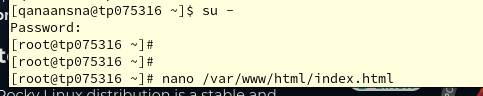 [qanaansna@tp075316 ~]$ su -
Password:
[root@tp075316 ~]#
[root@tp075316 ~]#
[root@tp075316 ~]# nano /var/www/html/index.html
Rocky Linux distribution is a stable and